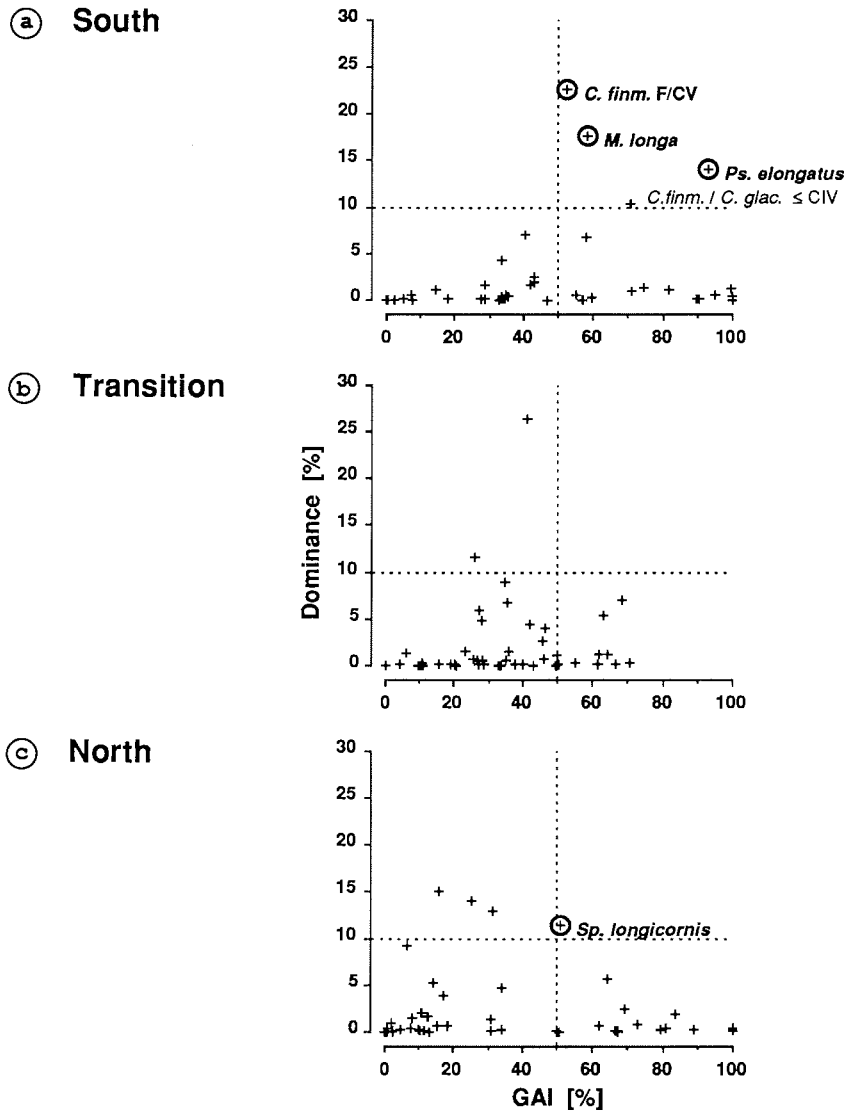 a South
30
25
20
15
10
5
0
C. finm. F/CV
M. longa
Ps. elongatus
C.finm. / C. glac. ≤ CIV
0 20 40 60 80 100
b Transition
Dominance [%]
30
25
20
15
10
5
0
0 20 40 60 80 100
c North
30
25
20
15
10
5
0
Sp. longicornis
0 20 40 60 80 100
GAI [%]